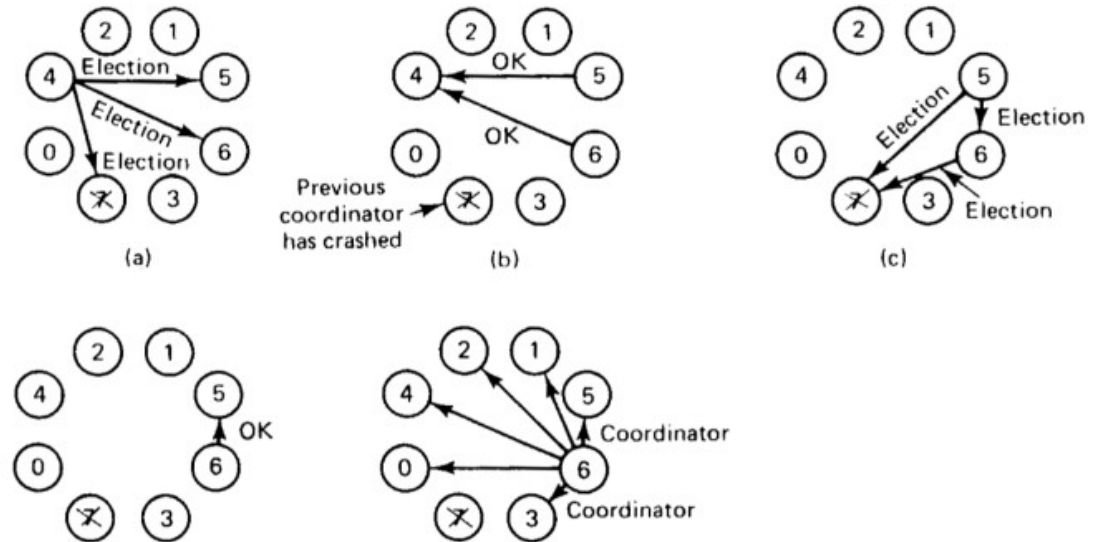 2 1
4 Election 5
Election
0 Election 6
7 3
(a)
2 1
OK
4 5
OK
0 6
Previous
coordinator
has crashed
7 3
(b)
2 1
4 5
Election
Election
0 6
7 3
Election
(c)
2 1
4 5
OK
0 6
7 3
2 1
4 5
Coordinator
0 6
7 3
Coordinator